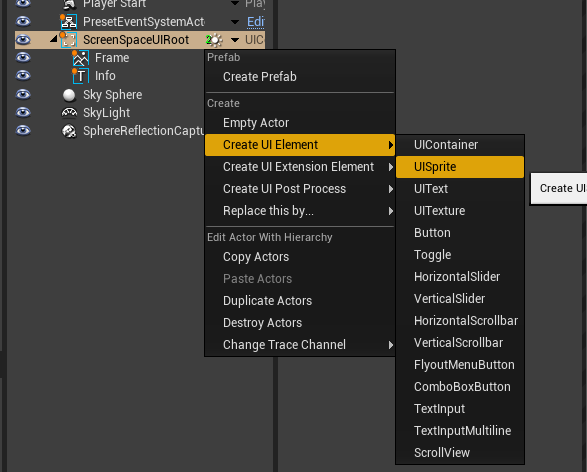 Player Start
Play
PresetEventSystemActo
Edit
ScreenSpaceUIRoot
2
UIC
Frame
Info
Sky Sphere
SkyLight
SphereReflectionCaptu
Prefab
Create Prefab
Create
Empty Actor
Create UI Element
Create UI Extension Element
Create UI Post Process
Replace this by...
Edit Actor With Hierarchy
Copy Actors
Paste Actors
Duplicate Actors
Destroy Actors
Change Trace Channel
UIContainer
UISprite
UIText
UITexture
Button
Toggle
HorizontalSlider
VerticalSlider
HorizontalScrollbar
VerticalScrollbar
FlyoutMenuButton
ComboBoxButton
TextInput
TextInputMultiline
ScrollView
Create UI